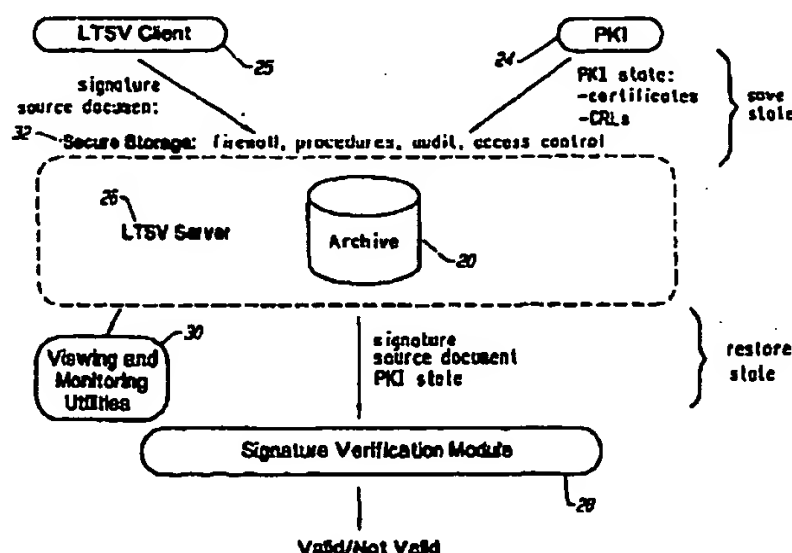 LTSV Client
25
PKI
24
signature
source document
PKI state:
-certificates
-CRLs
save
state
32
Secure Storage: firewall, procedures, audit, access control
26
LTSV Server
Archive
20
30
Viewing and
Monitoring
Utilities
signature
source document
PKI state
restore
state
Signature Verification Module
28
Valid/Not Valid